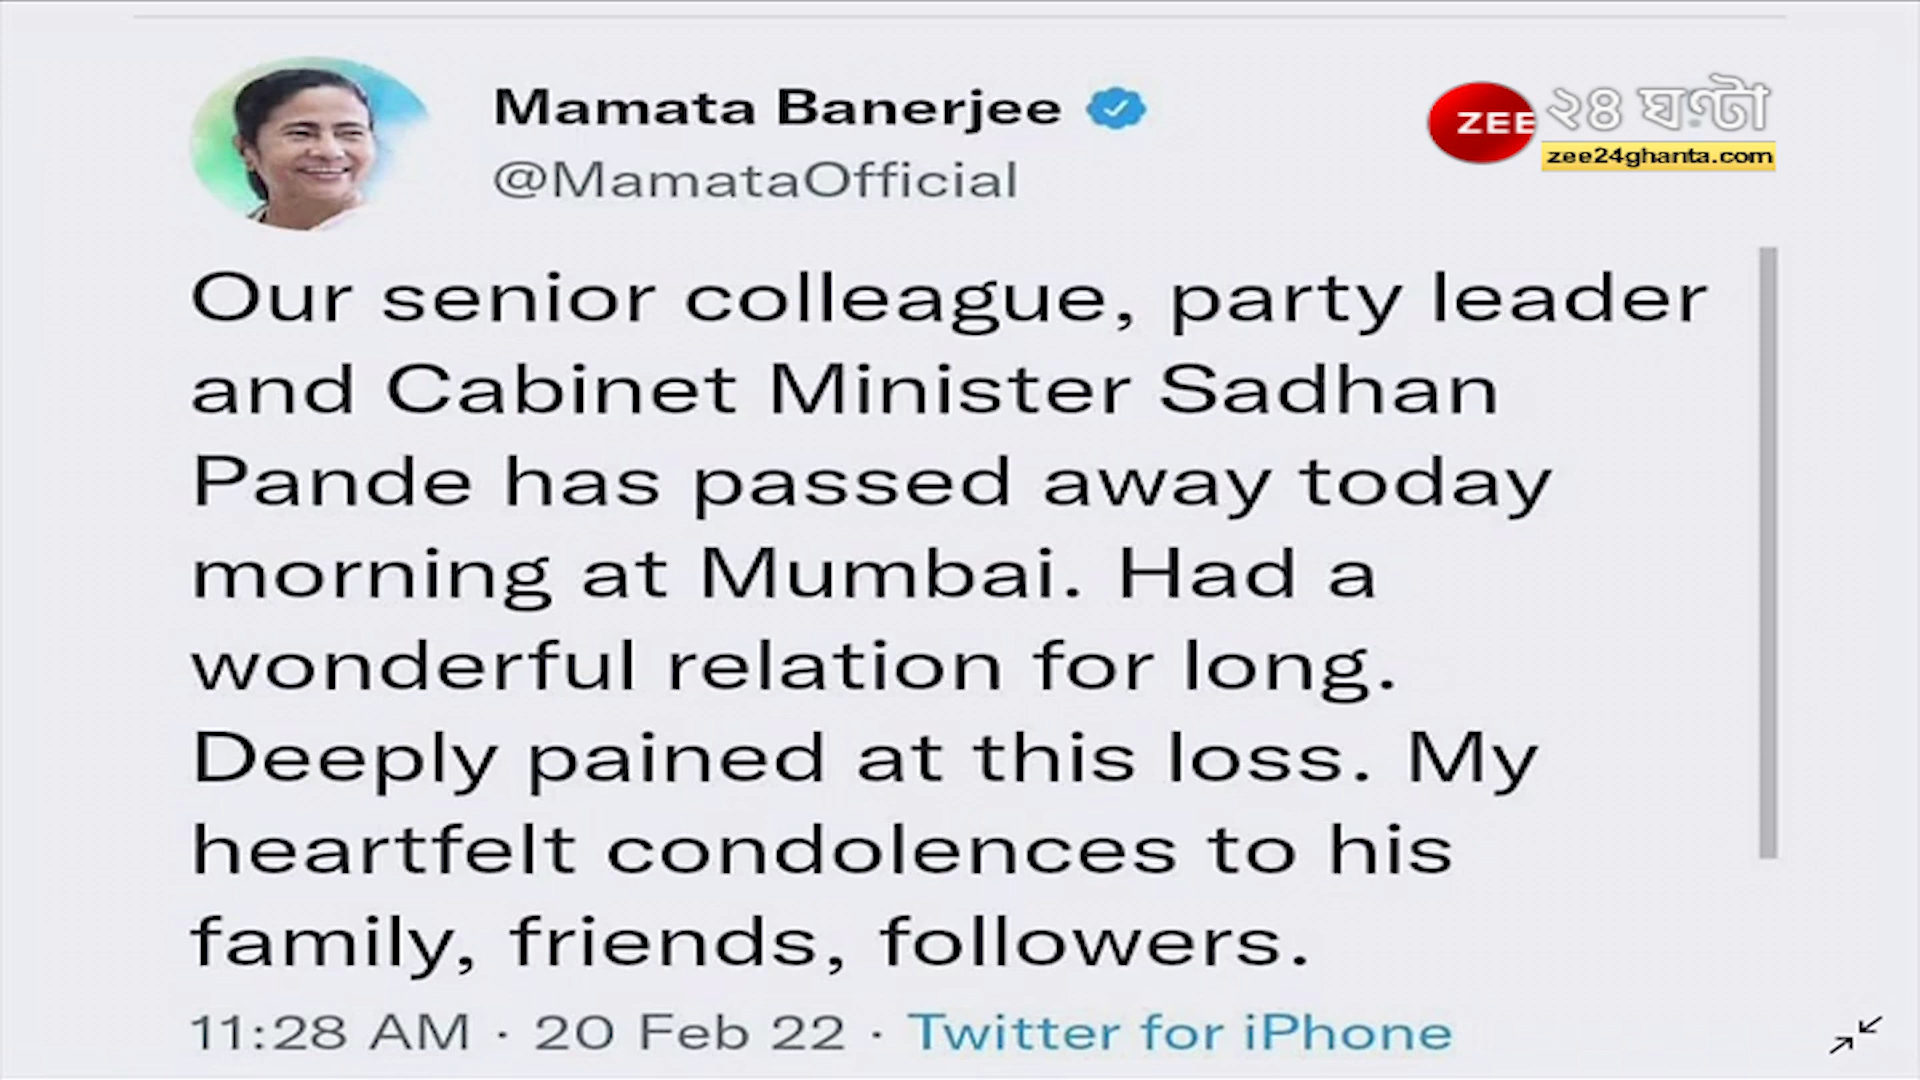 Mamata Banerjee
@MamataOfficial
ZEE ২৪ ঘণ্টা
zee24ghanta.com
Our senior colleague, party leader
and Cabinet Minister Sadhan
Pande has passed away today
morning at Mumbai. Had a
wonderful relation for long.
Deeply pained at this loss. My
heartfelt condolences to his
family, friends, followers.
11:28 AM · 20 Feb 22 · Twitter for iPhone